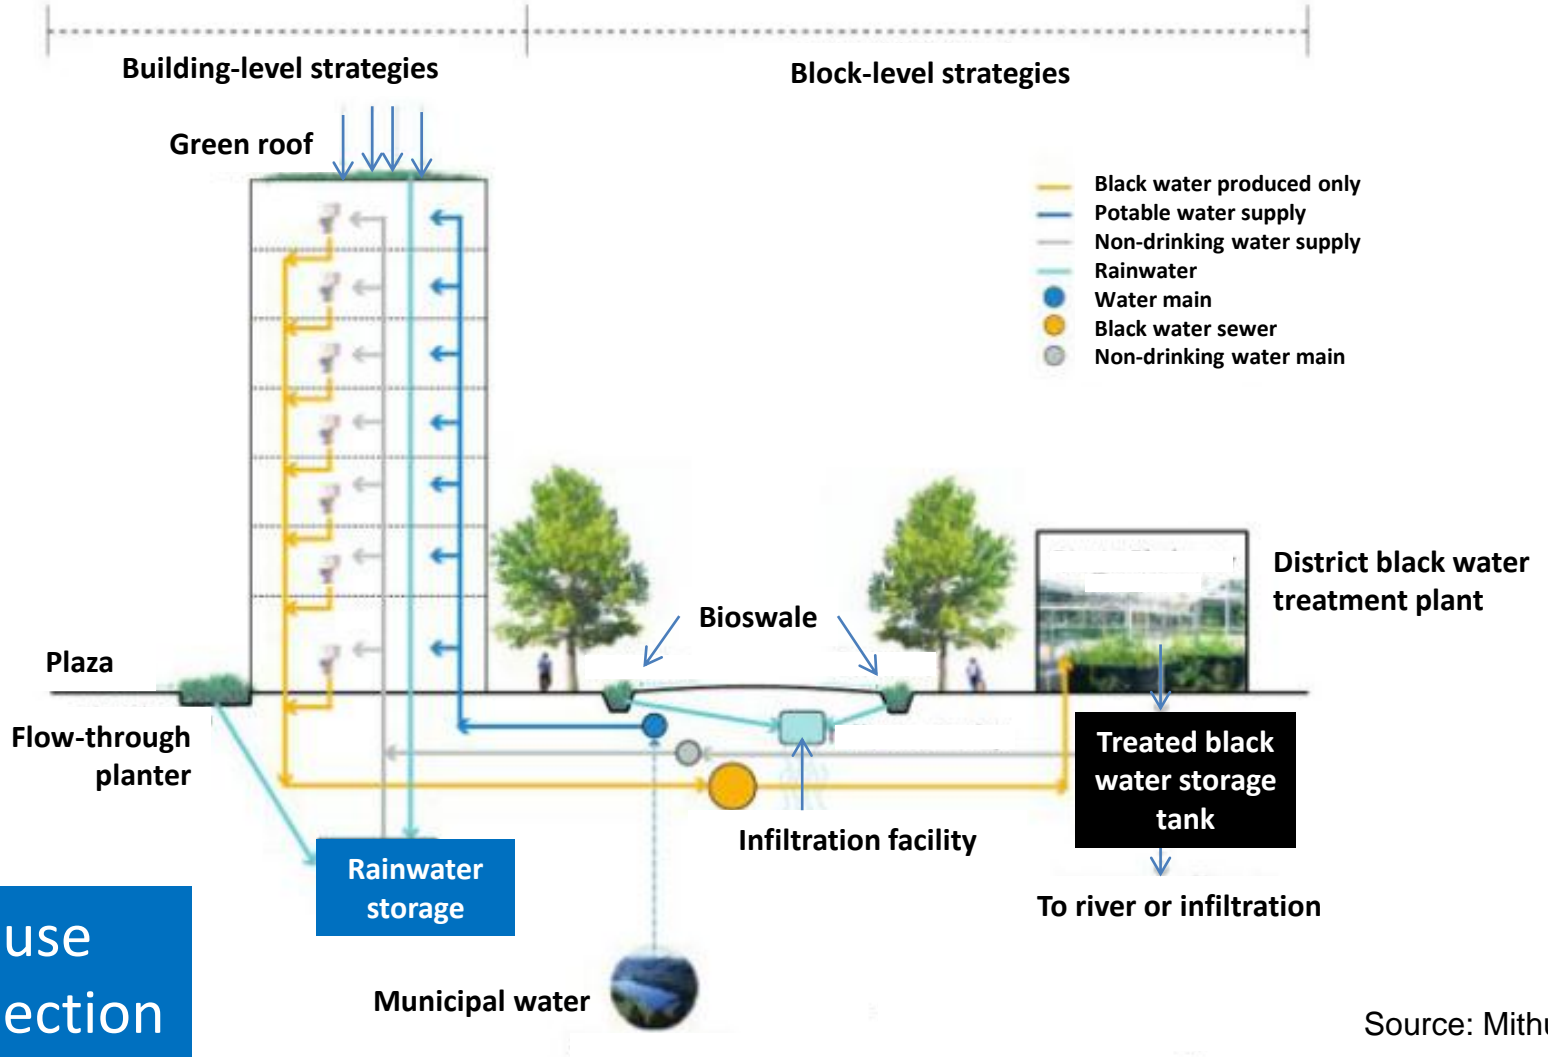 Building-level strategies
Block-level strategies
Green roof
Black water produced only
Potable water supply
Non-drinking water supply
Rainwater
Water main
Black water sewer
Non-drinking water main
District black water
treatment plant
Bioswale
Plaza
Flow-through
planter
Treated black
water storage
tank
Infiltration facility
Rainwater
storage
To river or infiltration
use
ection
Municipal water
Source: Mithu